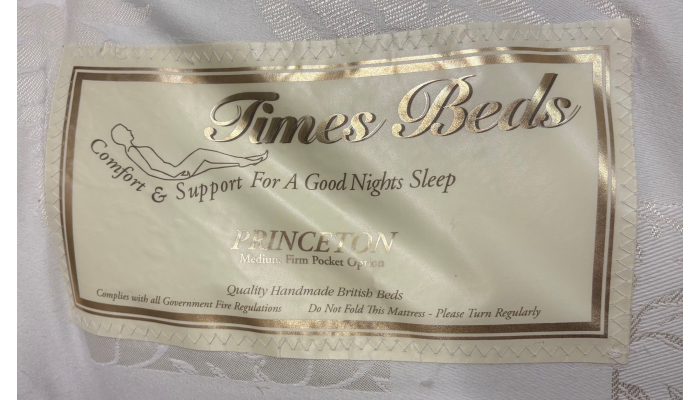 Times Beds
Comfort & Support For A Good Nights Sleep
PRINCETON
Medium Firm Pocket
Quality Handmade British Beds
Complies with all Government Fire Regulations
Do Not Fold This Mattress - Please Turn Regularly